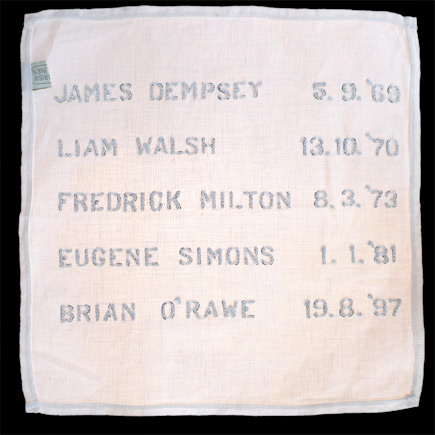 JAMES DEMPSEY 5.9.'69
LIAM WALSH 13.10.'70
FREDRICK MILTON 8.3.'73
EUGENE SIMONS 1.1.'81
BRIAN O'RAWE 19.8.'97